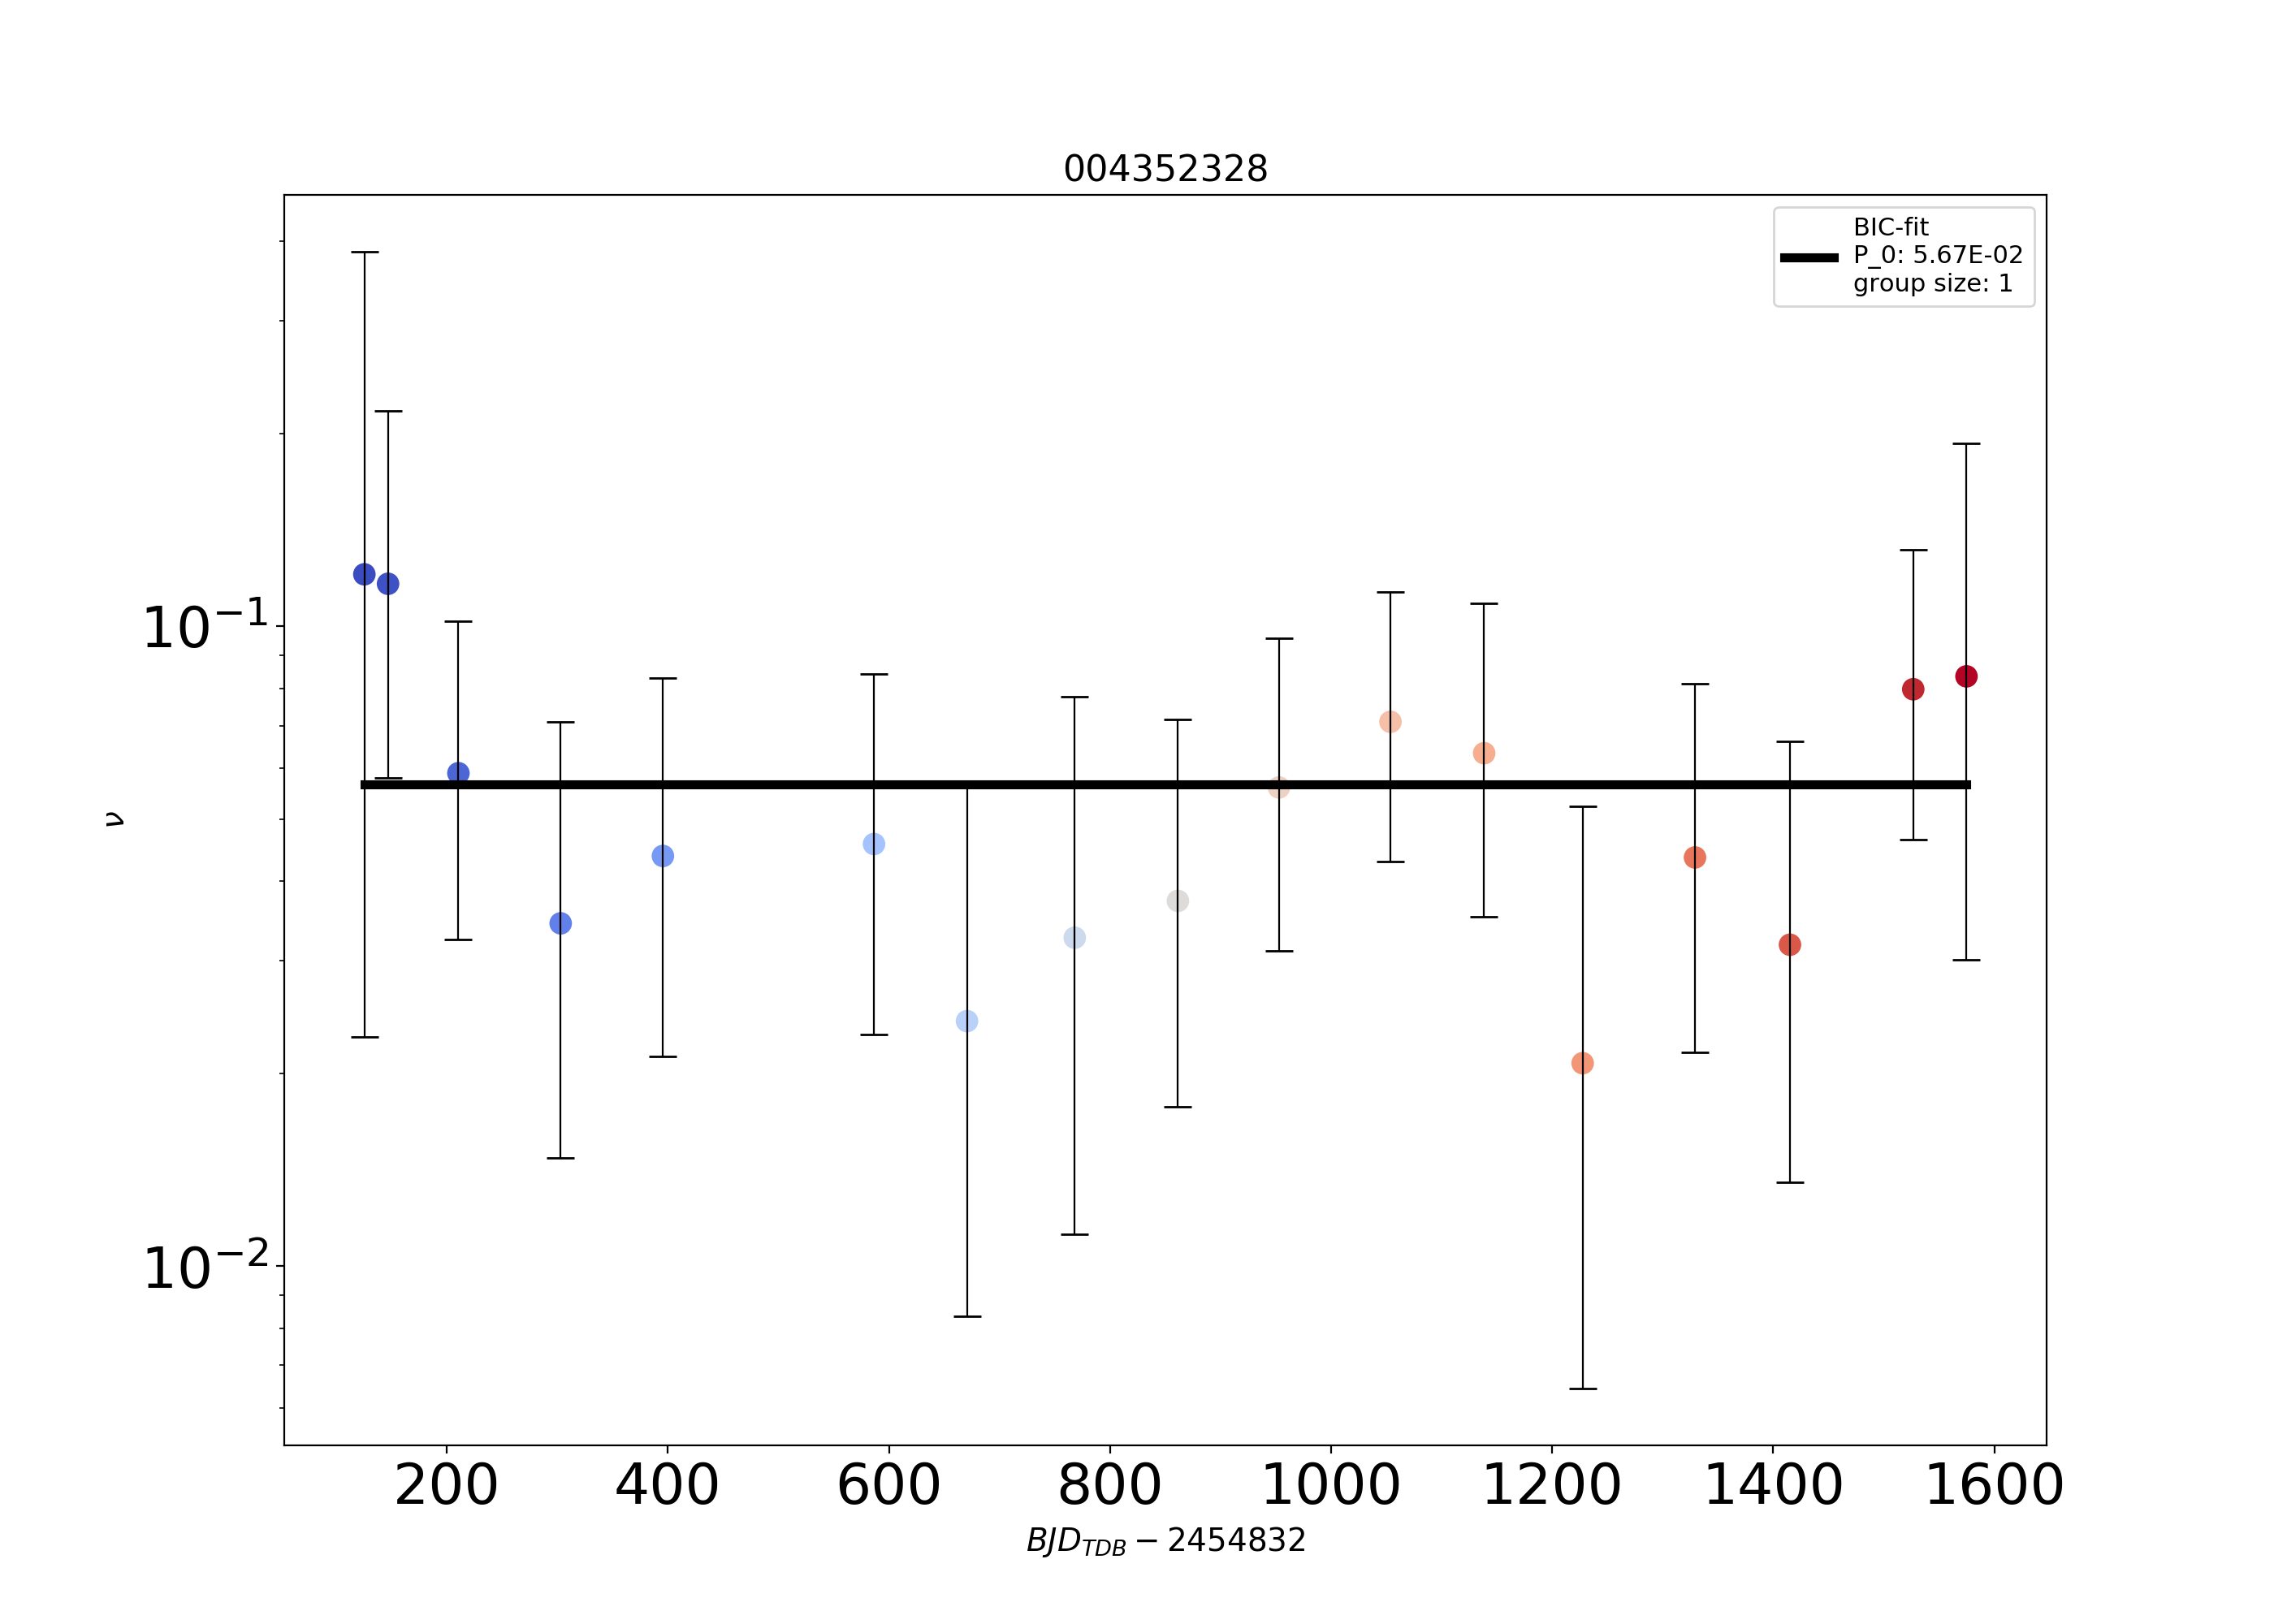 004352328
BIC-fit
P_0: 5.67E-02
group size: 1
10⁻¹
ν
10⁻²
200 400 600 800 1000 1200 1400 1600
BJD_TDB − 2454832